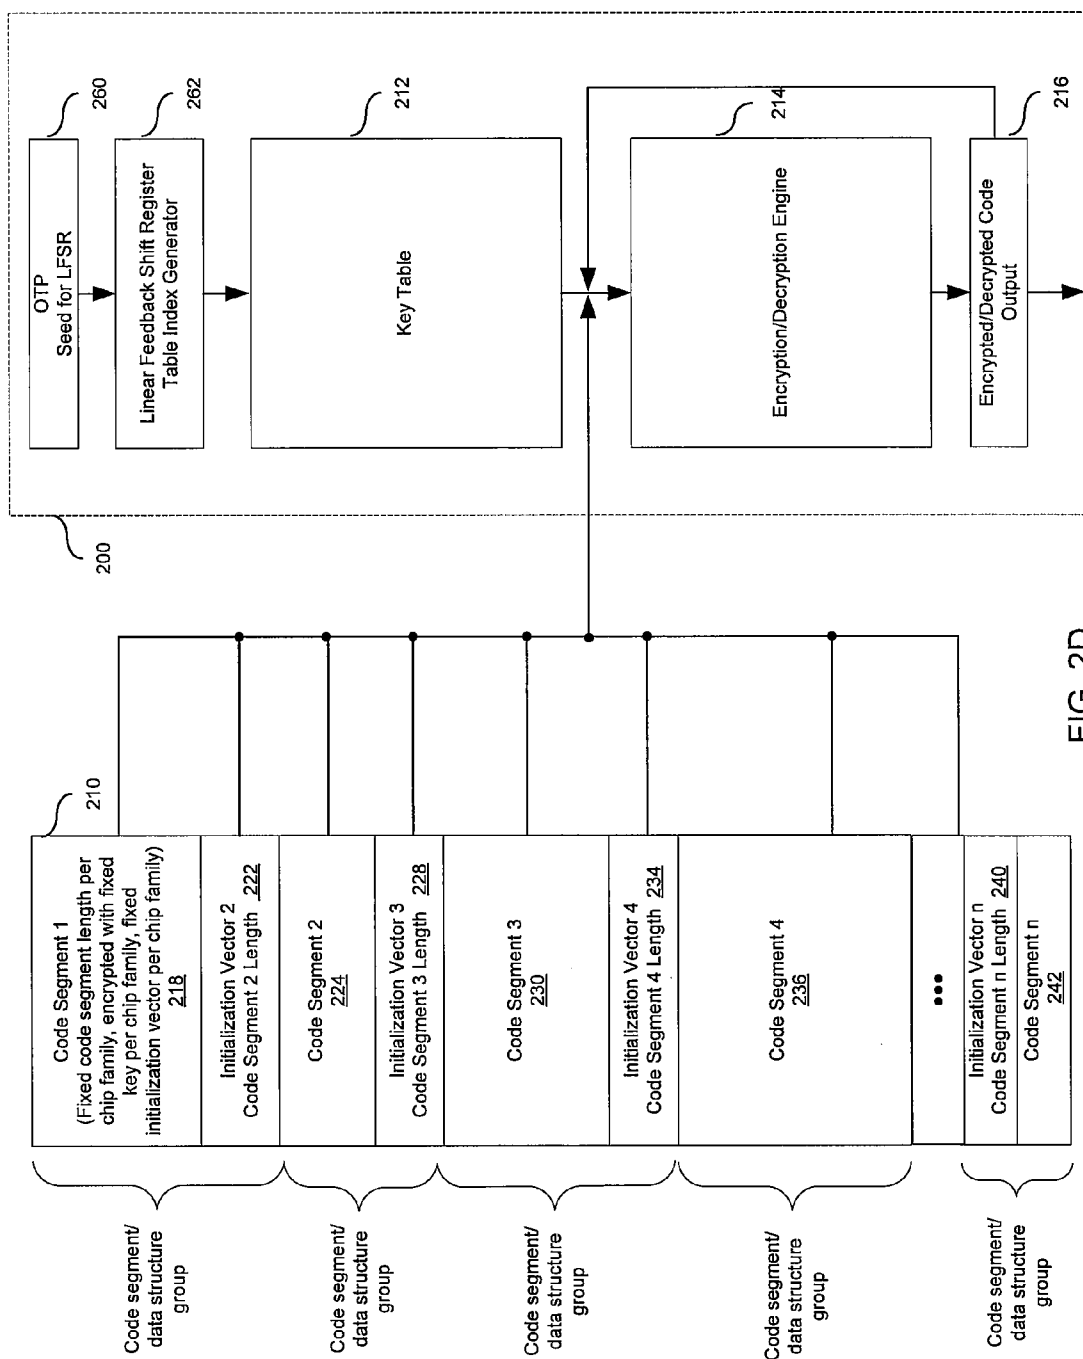 Code Segment 1
(Fixed code segment length per
chip family, encrypted with fixed
key per chip family, fixed
initialization vector per chip family)
218
Initialization Vector 2
Code Segment 2 Length 222
Code Segment 2
224
Initialization Vector 3
Code Segment 3 Length 228
Code Segment 3
230
Initialization Vector 4
Code Segment 4 Length 234
Code Segment 4
236
•••
Initialization Vector n
Code Segment n Length 240
Code Segment n
242
210
Code segment/
data structure
group
Code segment/
data structure
group
Code segment/
data structure
group
Code segment/
data structure
group
Code segment/
data structure
group
200
OTP
Seed for LFSR
260
Linear Feedback Shift Register
Table Index Generator
262
Key Table
212
Encryption/Decryption Engine
214
Encrypted/Decrypted Code
Output
216
FIG. 2D